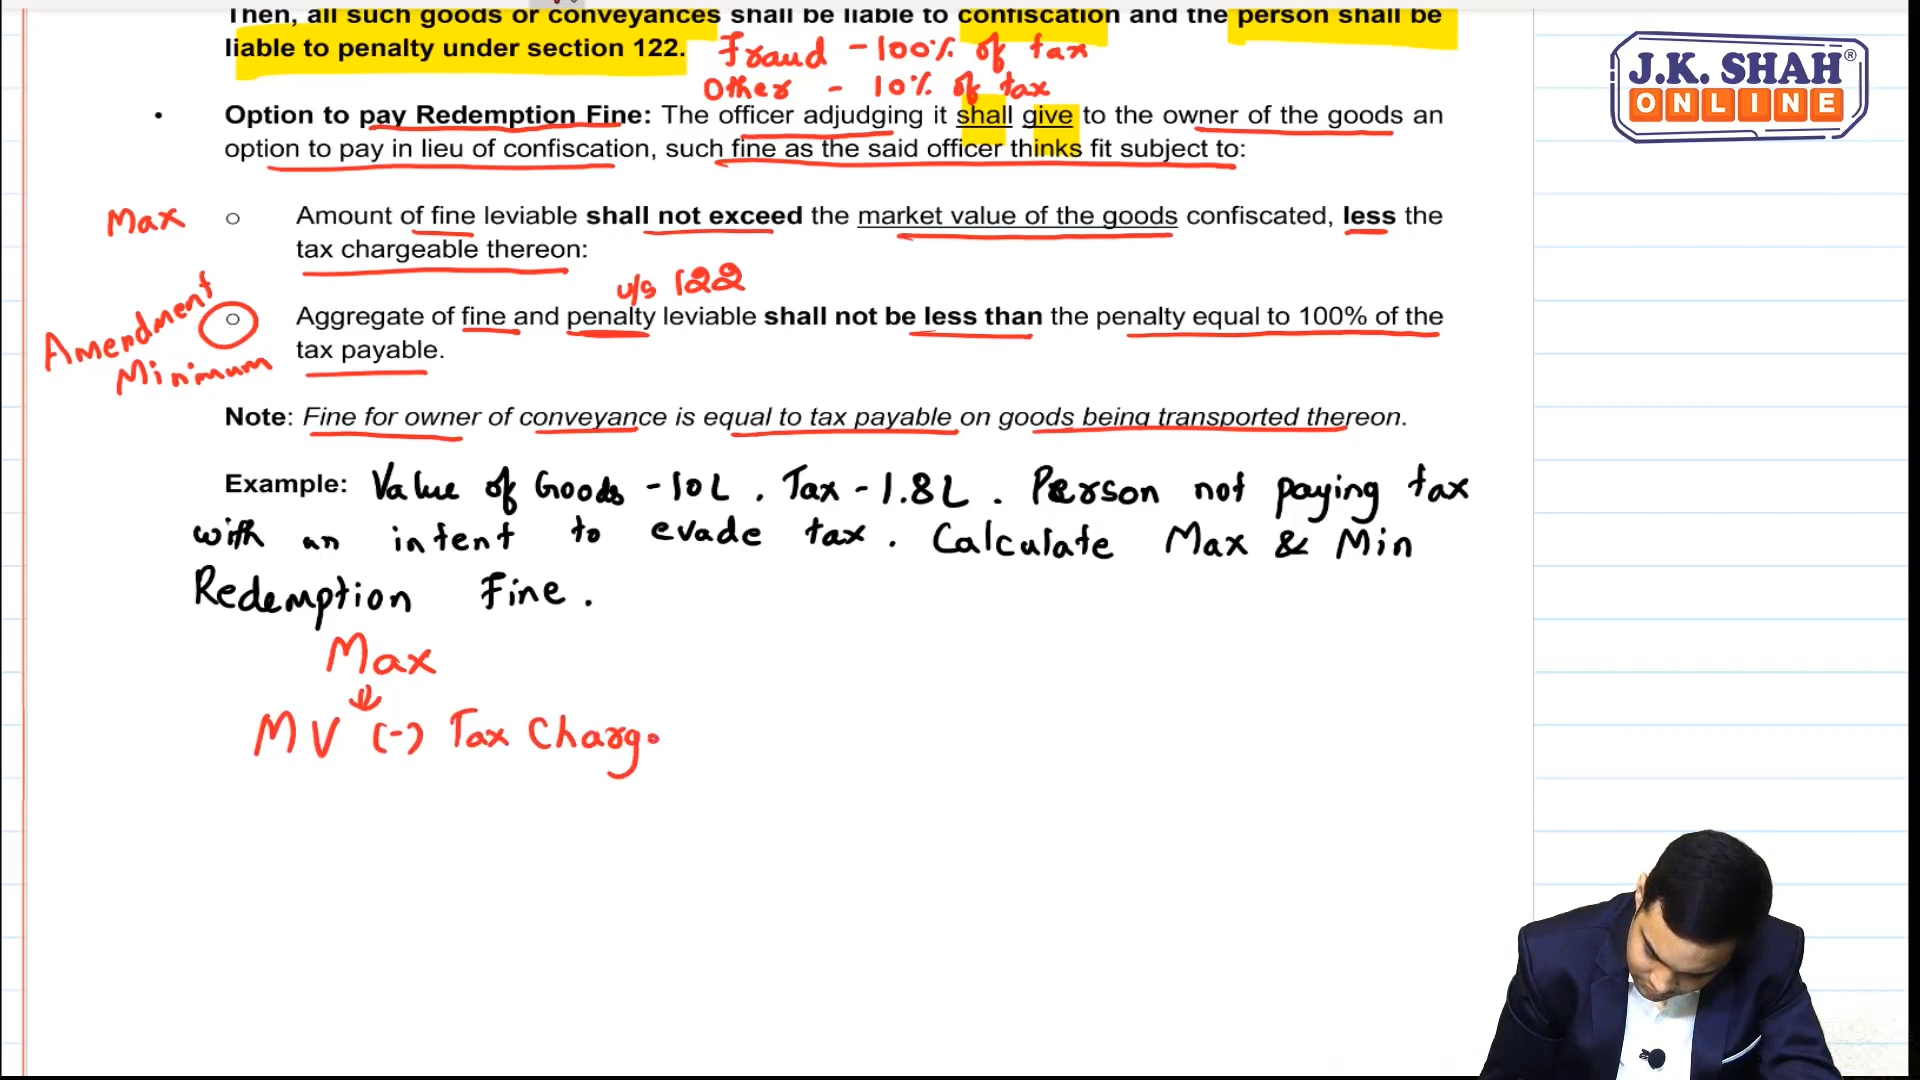 Then, all such goods or conveyances shall be liable to confiscation and the person shall be
liable to penalty under section 122.
Fraud - 100% of tax
Other - 10% of tax
• Option to pay Redemption Fine: The officer adjudging it shall give to the owner of the goods an
option to pay in lieu of confiscation, such fine as the said officer thinks fit subject to:
Max
o Amount of fine leviable shall not exceed the market value of the goods confiscated, less the
tax chargeable thereon:
u/s 122
Amendment
Minimum
o Aggregate of fine and penalty leviable shall not be less than the penalty equal to 100% of the
tax payable.
Note: Fine for owner of conveyance is equal to tax payable on goods being transported thereon.
Example: Value of Goods - 10L . Tax - 1.8L . Person not paying tax
with an intent to evade tax . Calculate Max & Min
Redemption Fine .
Max
↓
MV (-) Tax Charg.
J.K. SHAH®
ONLINE